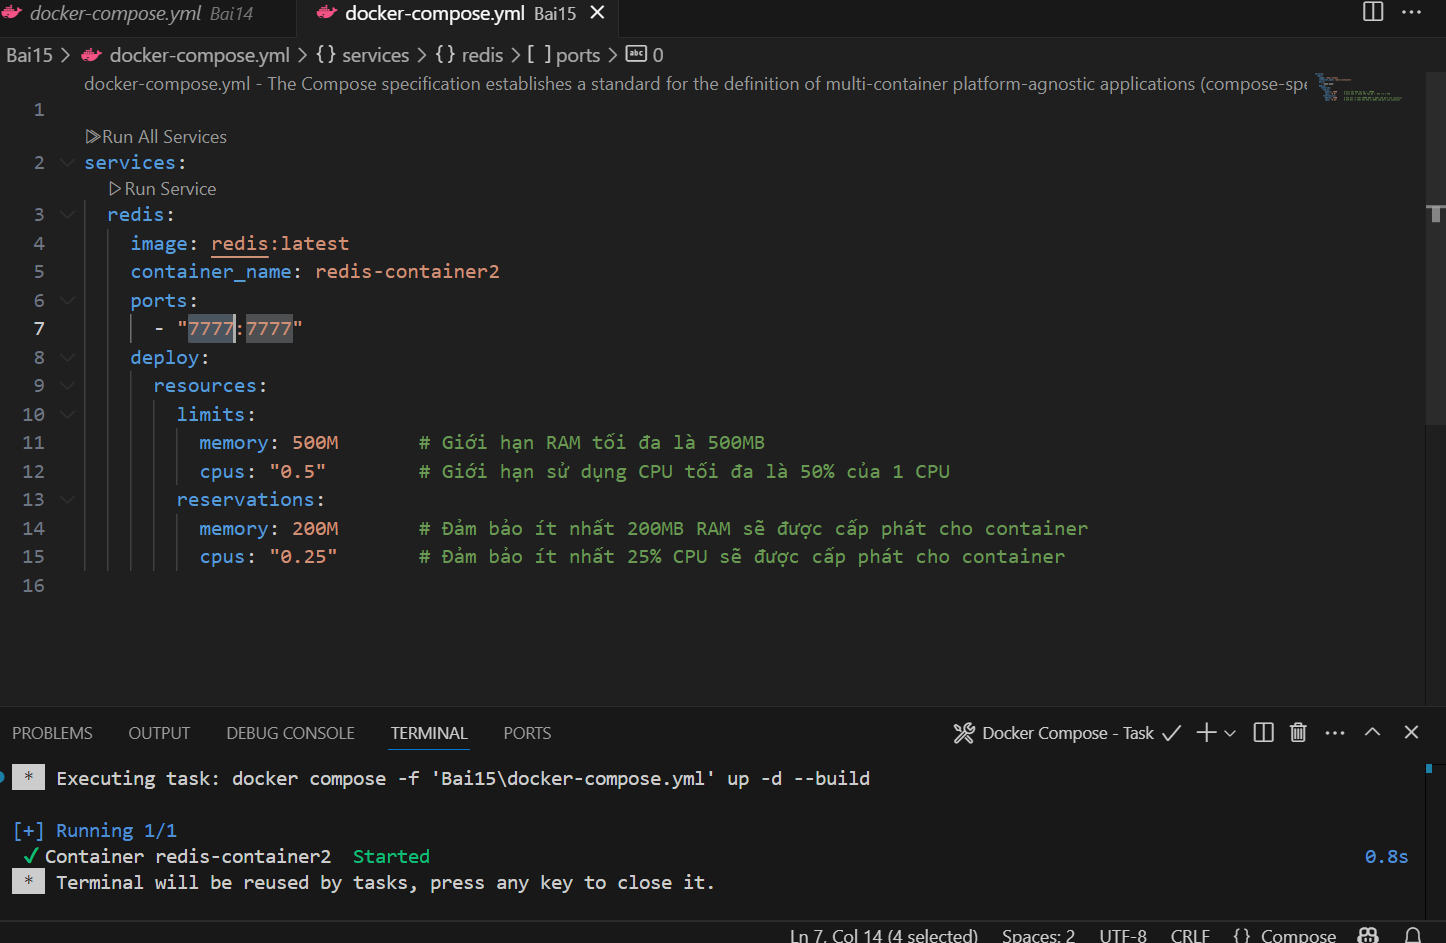 docker-compose.yml Bai14 docker-compose.yml Bai15
Bai15 > docker-compose.yml > {} services > {} redis > [ ] ports > abc 0
docker-compose.yml - The Compose specification establishes a standard for the definition of multi-container platform-agnostic applications (compose-spe
1
Run All Services
2 services:
Run Service
3 redis:
4 image: redis:latest
5 container_name: redis-container2
6 ports:
7 - "7777:7777"
8 deploy:
9 resources:
10 limits:
11 memory: 500M # Giới hạn RAM tối đa là 500MB
12 cpus: "0.5" # Giới hạn sử dụng CPU tối đa là 50% của 1 CPU
13 reservations:
14 memory: 200M # Đảm bảo ít nhất 200MB RAM sẽ được cấp phát cho container
15 cpus: "0.25" # Đảm bảo ít nhất 25% CPU sẽ được cấp phát cho container
16
PROBLEMS OUTPUT DEBUG CONSOLE TERMINAL PORTS Docker Compose - Task
* Executing task: docker compose -f 'Bai15\docker-compose.yml' up -d --build
[+] Running 1/1
✓ Container redis-container2 Started 0.8s
* Terminal will be reused by tasks, press any key to close it.
Ln 7, Col 14 (4 selected) Spaces: 2 UTF-8 CRLF {} Compose